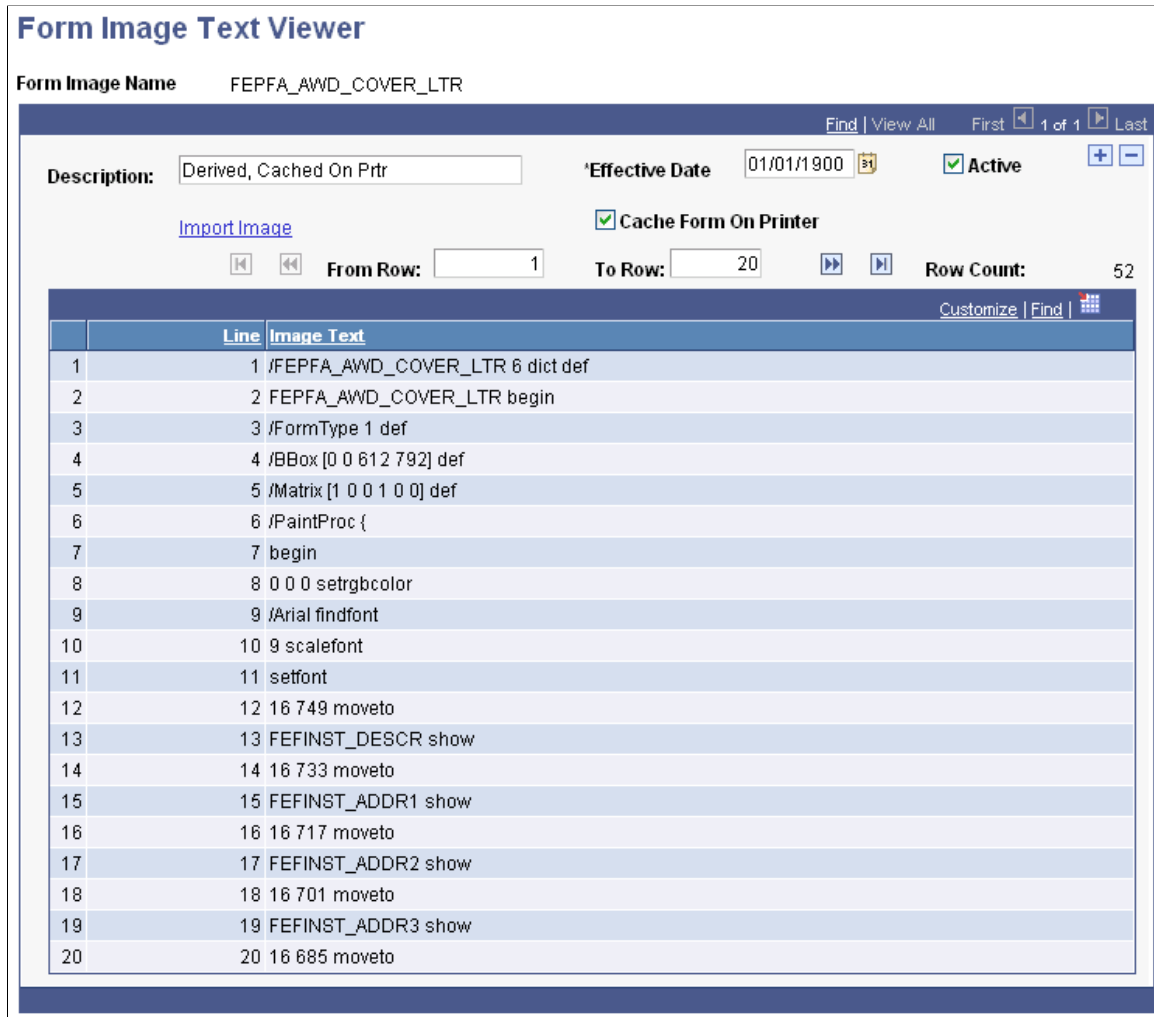 Form Image Text Viewer
Form Image Name FEPFA_AWD_COVER_LTR
Find | View All First 1 of 1 Last
Description: Derived, Cached On Prtr *Effective Date 01/01/1900 31 Active
Import Image Cache Form On Printer
From Row: 1 To Row: 20 Row Count: 52
Customize | Find |
Line Image Text
1 1 /FEPFA_AWD_COVER_LTR 6 dict def
2 2 FEPFA_AWD_COVER_LTR begin
3 3 /FormType 1 def
4 4 /BBox [0 0 612 792] def
5 5 /Matrix [1 0 0 1 0 0] def
6 6 /PaintProc {
7 7 begin
8 8 0 0 0 setrgbcolor
9 9 /Arial findfont
10 10 9 scalefont
11 11 setfont
12 12 16 749 moveto
13 13 FEFINST_DESCR show
14 14 16 733 moveto
15 15 FEFINST_ADDR1 show
16 16 16 717 moveto
17 17 FEFINST_ADDR2 show
18 18 16 701 moveto
19 19 FEFINST_ADDR3 show
20 20 16 685 moveto